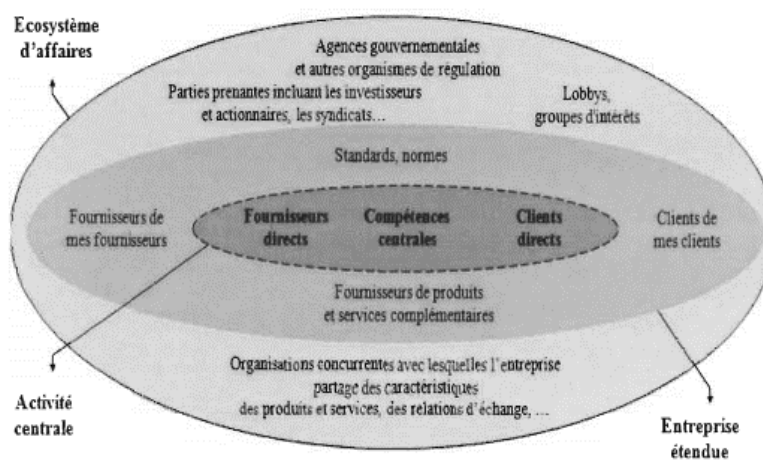 Ecosystème
d'affaires
Agences gouvernementales
et autres organismes de régulation
Parties prenantes incluant les investisseurs
et actionnaires, les syndicats…
Lobbys,
groupes d'intérêts
Standards, normes
Fournisseurs de
mes fournisseurs
Fournisseurs
directs
Compétences
centrales
Clients
directs
Clients de
mes clients
Fournisseurs de produits
et services complémentaires
Organisations concurrentes avec lesquelles l'entreprise
partage des caractéristiques
des produits et services, des relations d'échange, …
Activité
centrale
Entreprise
étendue